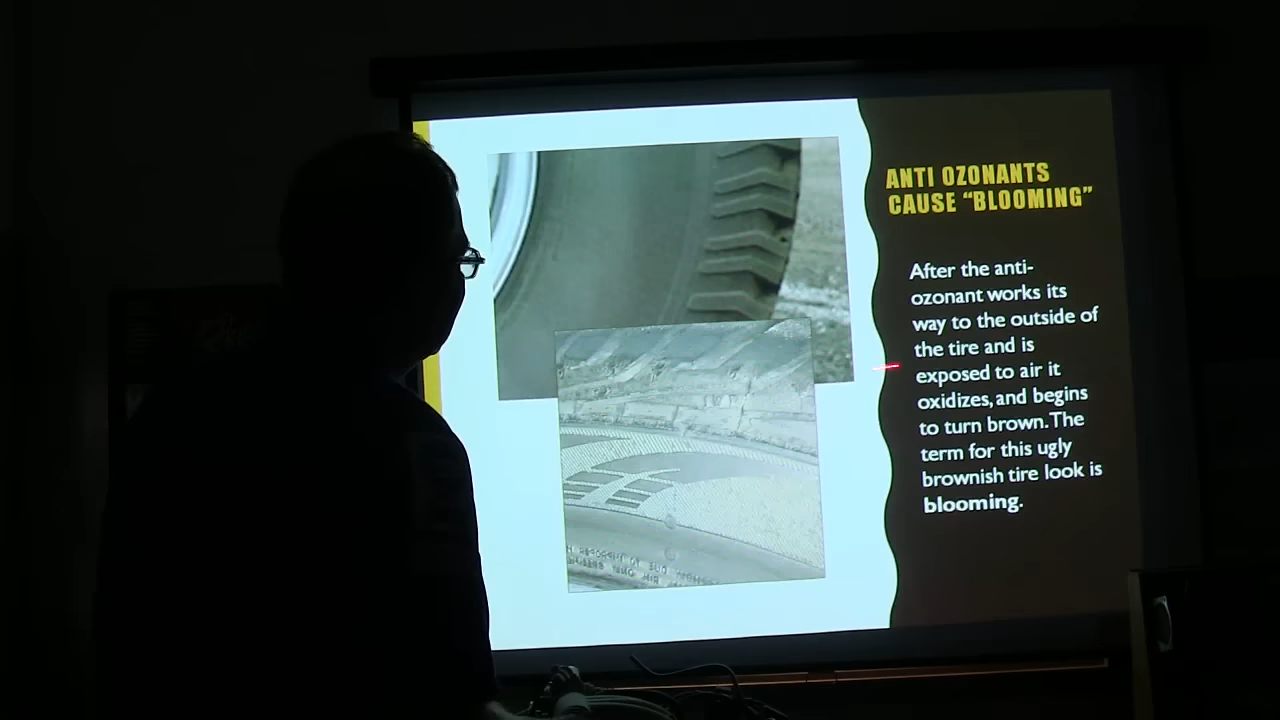 ANTI OZONANTS
CAUSE “BLOOMING”
After the anti-
ozonant works its
way to the outside of
the tire and is
exposed to air it
oxidizes, and begins
to turn brown. The
term for this ugly
brownish tire look is
blooming.